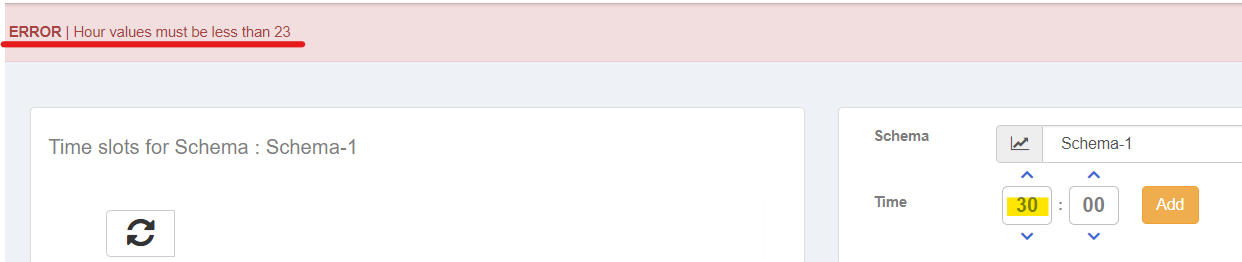 ERROR | Hour values must be less than 23
Time slots for Schema : Schema-1
Schema
Schema-1
Time
30 : 00
Add